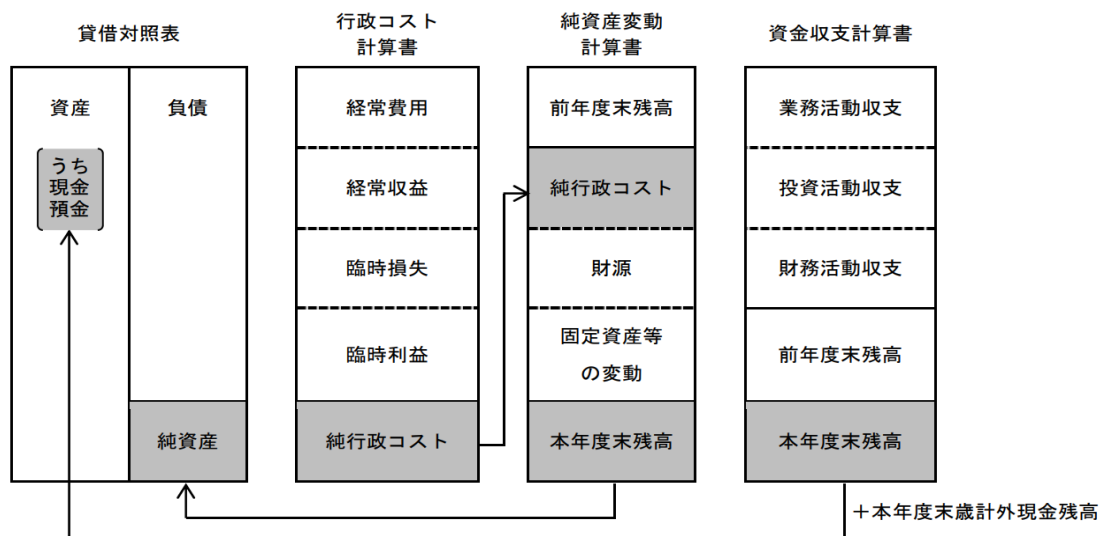 貸借対照表
行政コスト
計算書
純資産変動
計算書
資金収支計算書
資産
負債
うち
現金
預金
純資産
経常費用
経常収益
臨時損失
臨時利益
純行政コスト
前年度末残高
純行政コスト
財源
固定資産等
の変動
本年度末残高
業務活動収支
投資活動収支
財務活動収支
前年度末残高
本年度末残高
＋本年度末歳計外現金残高